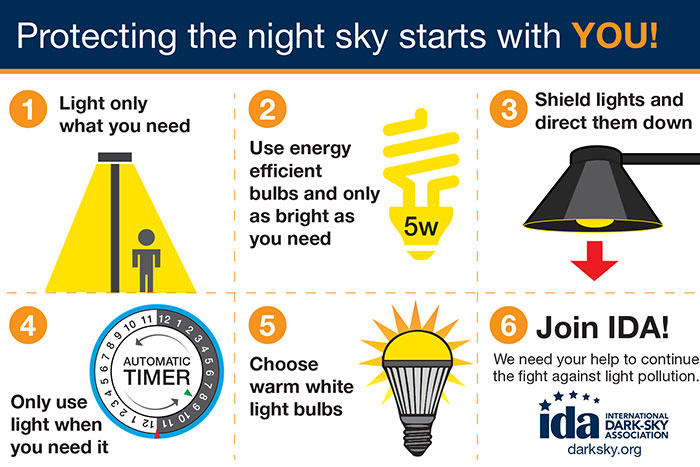 Protecting the night sky starts with YOU!
1
Light only
what you need
2
Use energy
efficient
bulbs and only
as bright as
you need
5w
3
Shield lights and
direct them down
4
12 1 2 3 4 5 6 7 8 9 10 11 12 1 2 3 4 5 6 7 8 9 10 11
AUTOMATIC
TIMER
Only use
light when
you need it
5
Choose
warm white
light bulbs
6
Join IDA!
We need your help to continue
the fight against light pollution.
ida
INTERNATIONAL
DARK-SKY
ASSOCIATION
darksky.org